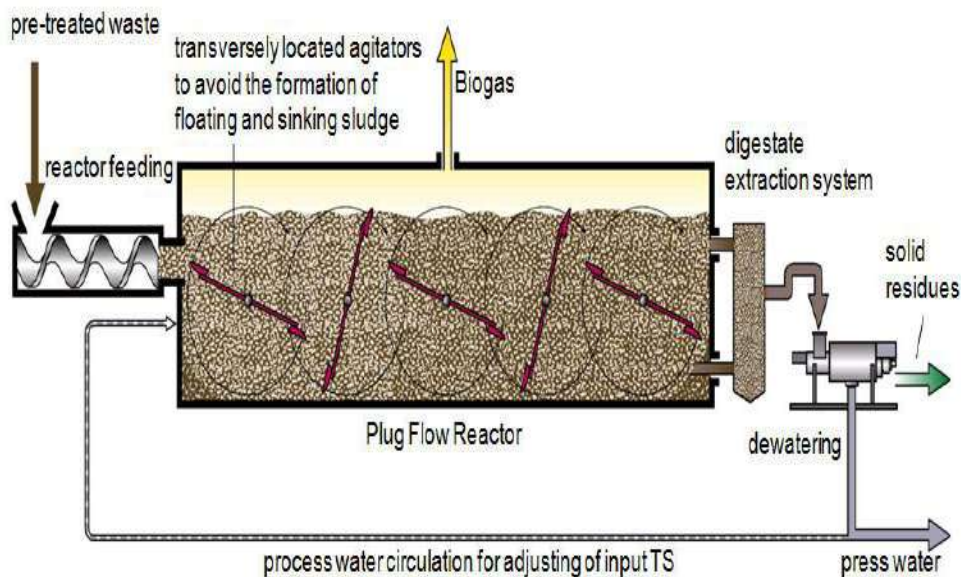 pre-treated waste
transversely located agitators
to avoid the formation of
floating and sinking sludge
Biogas
reactor feeding
digestate
extraction system
solid
residues
Plug Flow Reactor
dewatering
process water circulation for adjusting of input TS
press water